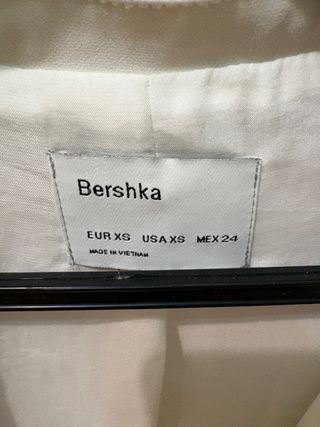 Bershka
EUR XS USA XS MEX 24
MADE IN VIETNAM